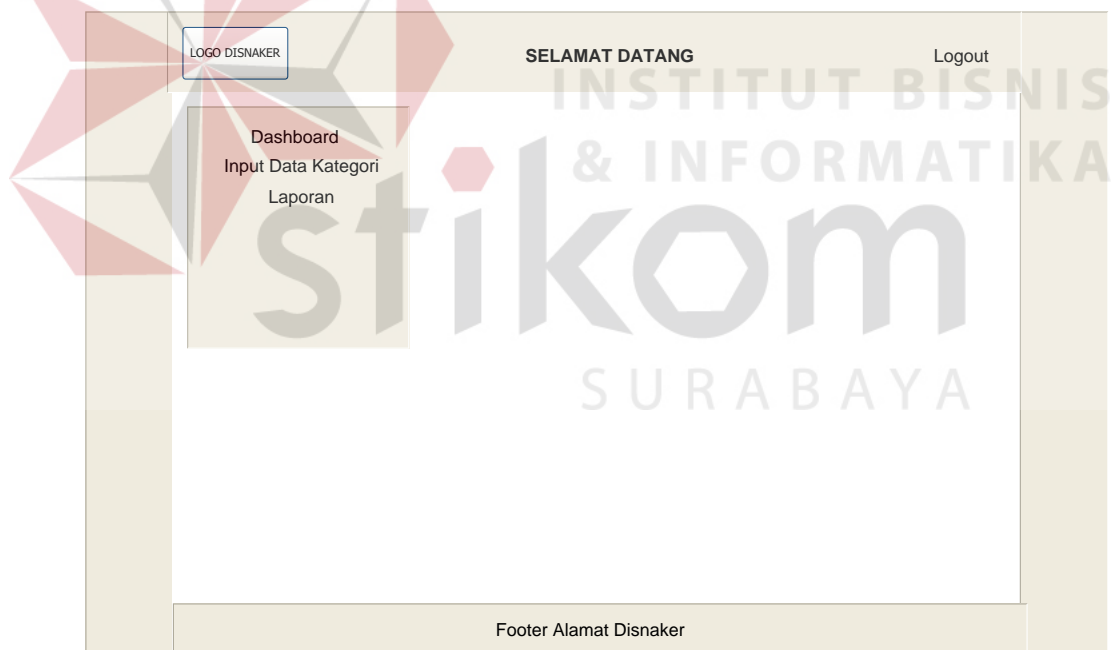 LOGO DISNAKER
SELAMAT DATANG
Logout
INSTITUT BISNIS
& INFORMATIKA
Dashboard
Input Data Kategori
Laporan
stikom
SURABAYA
Footer Alamat Disnaker